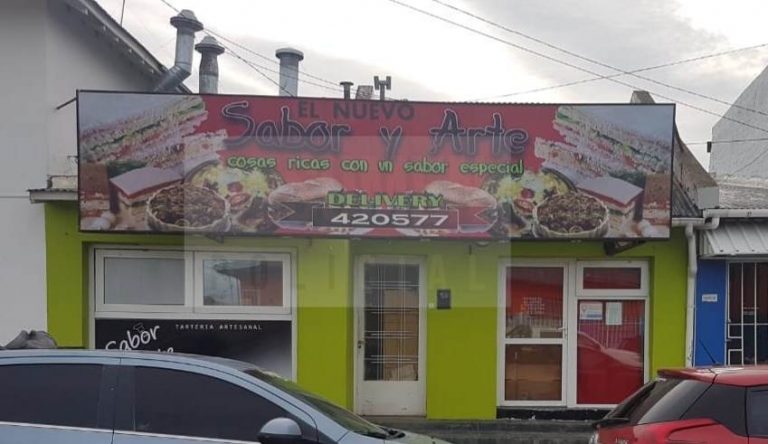 EL NUEVO
Sabor y Arte
cosas ricas con un sabor especial
DELIVERY
420577
Sabor
TARTERIA ARTESANAL